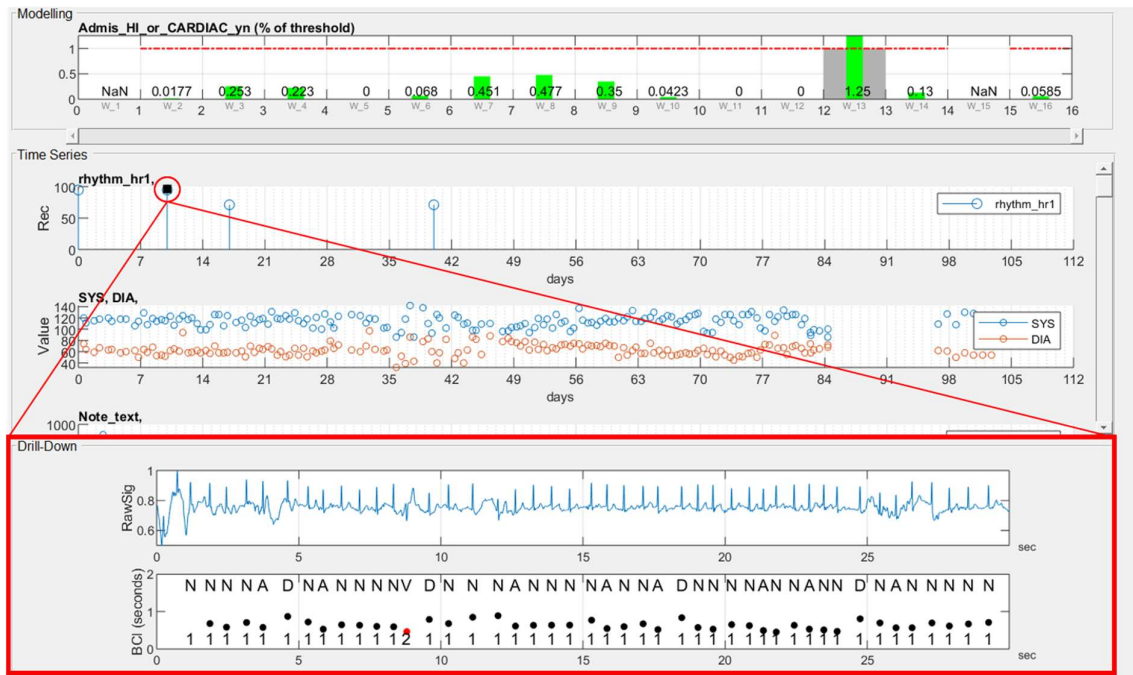 Modelling
Admis_HI_or_CARDIAC_yn (% of threshold)
1
0.5
0
NaN 0.0177 0.253 0.223 0 0.068 0.451 0.477 0.35 0.0423 0 0 1.25 0.13 NaN 0.0585
W_1 W_2 W_3 W_4 W_5 W_6 W_7 W_8 W_9 W_10 W_11 W_12 W_13 W_14 W_15 W_16
0 1 2 3 4 5 6 7 8 9 10 11 12 13 14 15 16
Time Series
rhythm_hr1,
100
50
0
Rec
rhythm_hr1
0 7 14 21 28 35 42 49 56 63 70 77 84 91 98 105 112
days
SYS, DIA,
140
120
100
80
60
40
Value
SYS
DIA
0 7 14 21 28 35 42 49 56 63 70 77 84 91 98 105 112
days
Note_text,
1000
Drill-Down
1
0.8
0.6
RawSig
0 5 10 15 20 25 sec
2
1
0
BCI (seconds)
N N N N A D N A N N N N V D N N N A N N N N A N N A D N N N N A N N A N N D N A N N N N N
1 1 1 1 1 1 1 1 1 1 1 1 2 1 1 1 1 1 1 1 1 1 1 1 1 1 1 1 1 1 1 1 1 1 1 1 1 1 1 1 1 1 1 1 1
0 5 10 15 20 25 sec